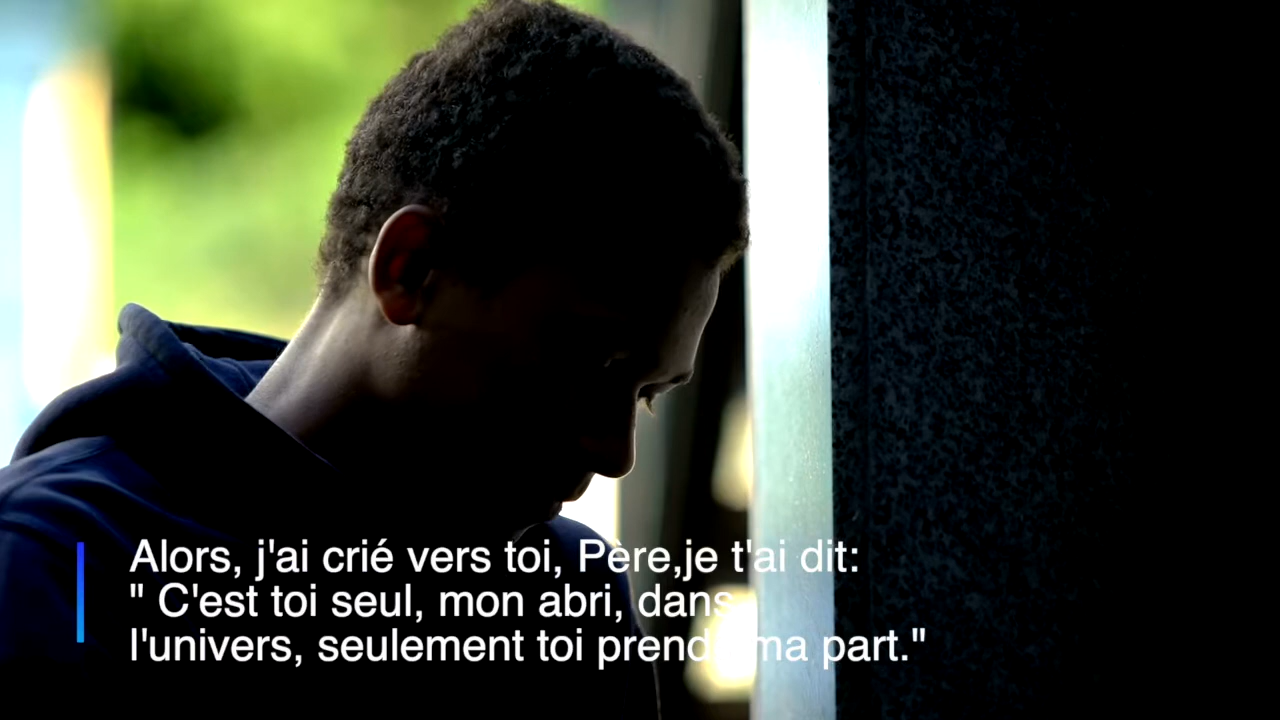 Alors, j'ai crié vers toi, Père,je t'ai dit:
" C'est toi seul, mon abri, dans
l'univers, seulement toi prends ma part."